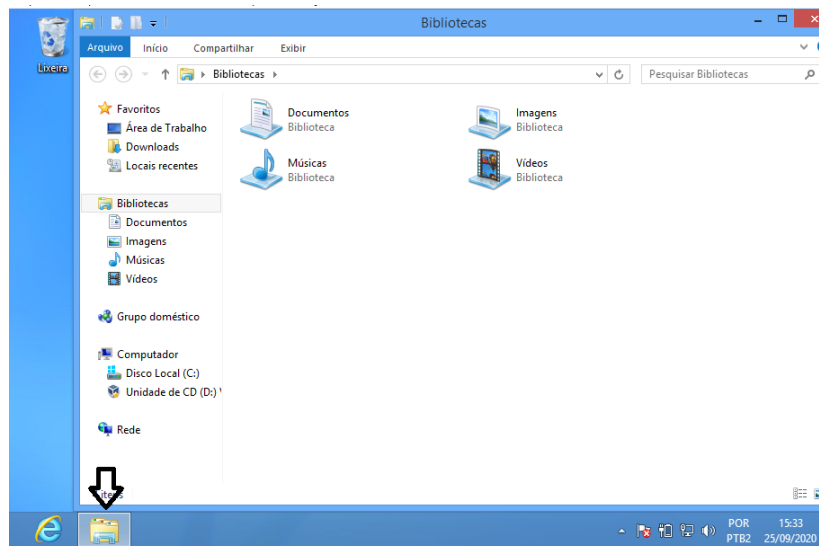 Bibliotecas
Lixeira
Arquivo Início Compartilhar Exibir
Bibliotecas
Pesquisar Bibliotecas
Favoritos
Área de Trabalho
Downloads
Locais recentes
Bibliotecas
Documentos
Imagens
Músicas
Vídeos
Grupo doméstico
Computador
Disco Local (C:)
Unidade de CD (D:)
Rede
Documentos
Biblioteca
Imagens
Biblioteca
Músicas
Biblioteca
Vídeos
Biblioteca
POR 15:33
PTB2 25/09/2020